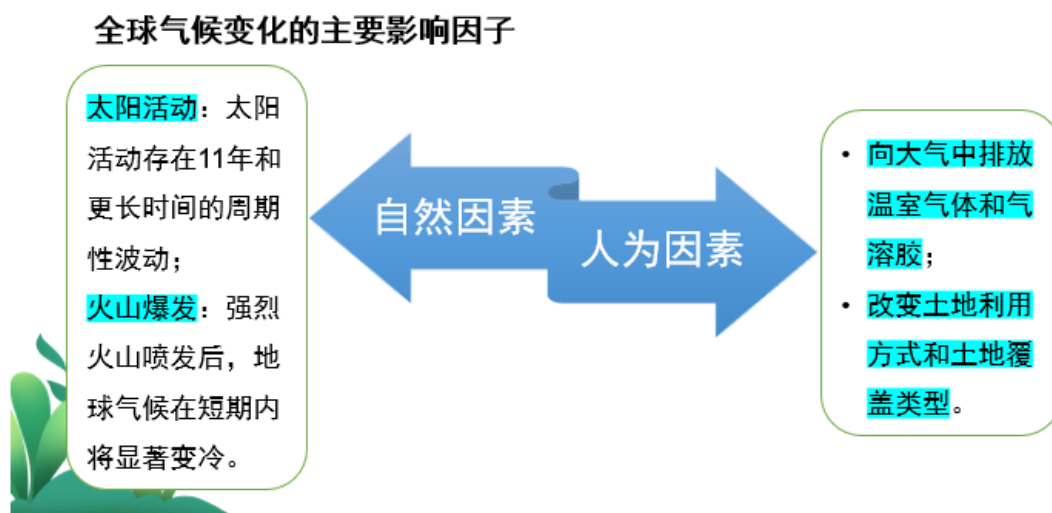 全球气候变化的主要影响因子
太阳活动：太阳
活动存在11年和
更长时间的周期
性波动；
火山爆发：强烈
火山喷发后，地
球气候在短期内
将显著变冷。
自然因素
人为因素
• 向大气中排放
温室气体和气
溶胶；
• 改变土地利用
方式和土地覆
盖类型。